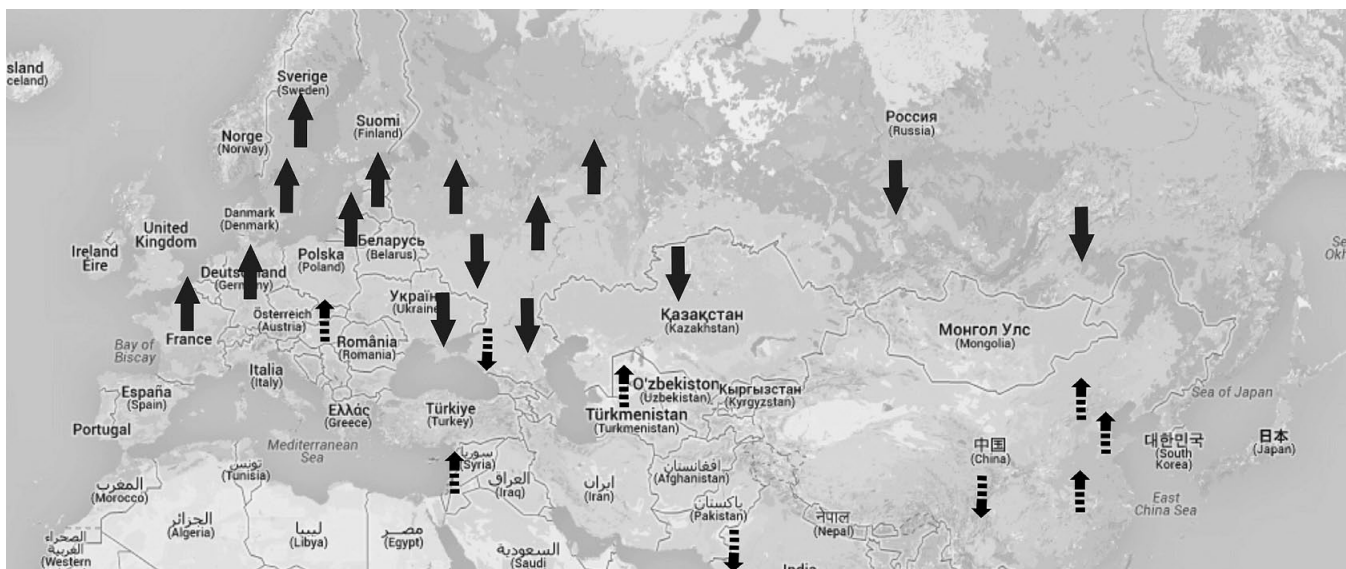 sland
celand)
Sverige
(Sweden)
Suomi
(Finland)
Norge
(Norway)
Россия
(Russia)
Danmark
(Denmark)
United
Kingdom
Ireland
Éire
Беларусь
(Belarus)
Polska
(Poland)
Deutschland
(Germany)
Україна
(Ukraine)
Österreich
(Austria)
France
România
(Romania)
Қазақстан
(Kazakhstan)
Монгол Улс
(Mongolia)
Bay of
Biscay
Italia
(Italy)
España
(Spain)
Portugal
Ελλάς
(Greece)
Türkiye
(Turkey)
O'zbekiston
(Uzbekistan)
Кыргызстан
(Kyrgyzstan)
Türkmenistan
(Turkmenistan)
Sea of Japan
Se
Okh
中国
(China)
대한민국
(South
Korea)
日本
(Japan)
Mediterranean
Sea
تونس
(Tunisia)
سوريا
(Syria)
العراق
(Iraq)
ایران
(Iran)
افغانستان
(Afghanistan)
پاکستان
(Pakistan)
नेपाल
(Nepal)
المغرب
(Morocco)
الجزائر
(Algeria)
ليبيا
(Libya)
مصر
(Egypt)
السعودية
(Saudi
East
China Sea
الصحراء
الغربية
(Western
India